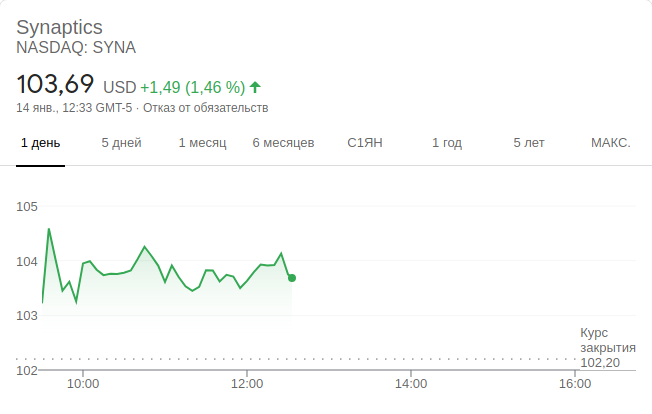 Synaptics
NASDAQ: SYNA
103,69 USD +1,49 (1,46 %)
14 янв., 12:33 GMT-5 · Отказ от обязательств
1 день 5 дней 1 месяц 6 месяцев С1ЯН 1 год 5 лет МАКС.
105
104
103
Курс
закрытия
102,20
102
10:00 12:00 14:00 16:00